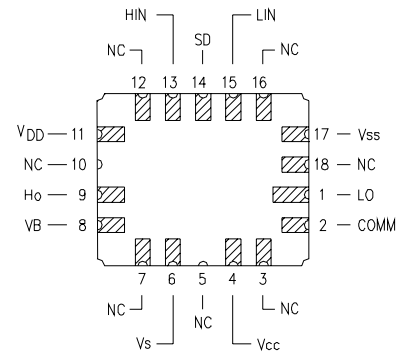 HIN LIN
SD
NC NC
12 13 14 15 16
VDD 11 17 Vss
NC 10 18 NC
Ho 9 1 LO
VB 8 2 COMM
7 6 5 4 3
NC NC NC
Vs Vcc